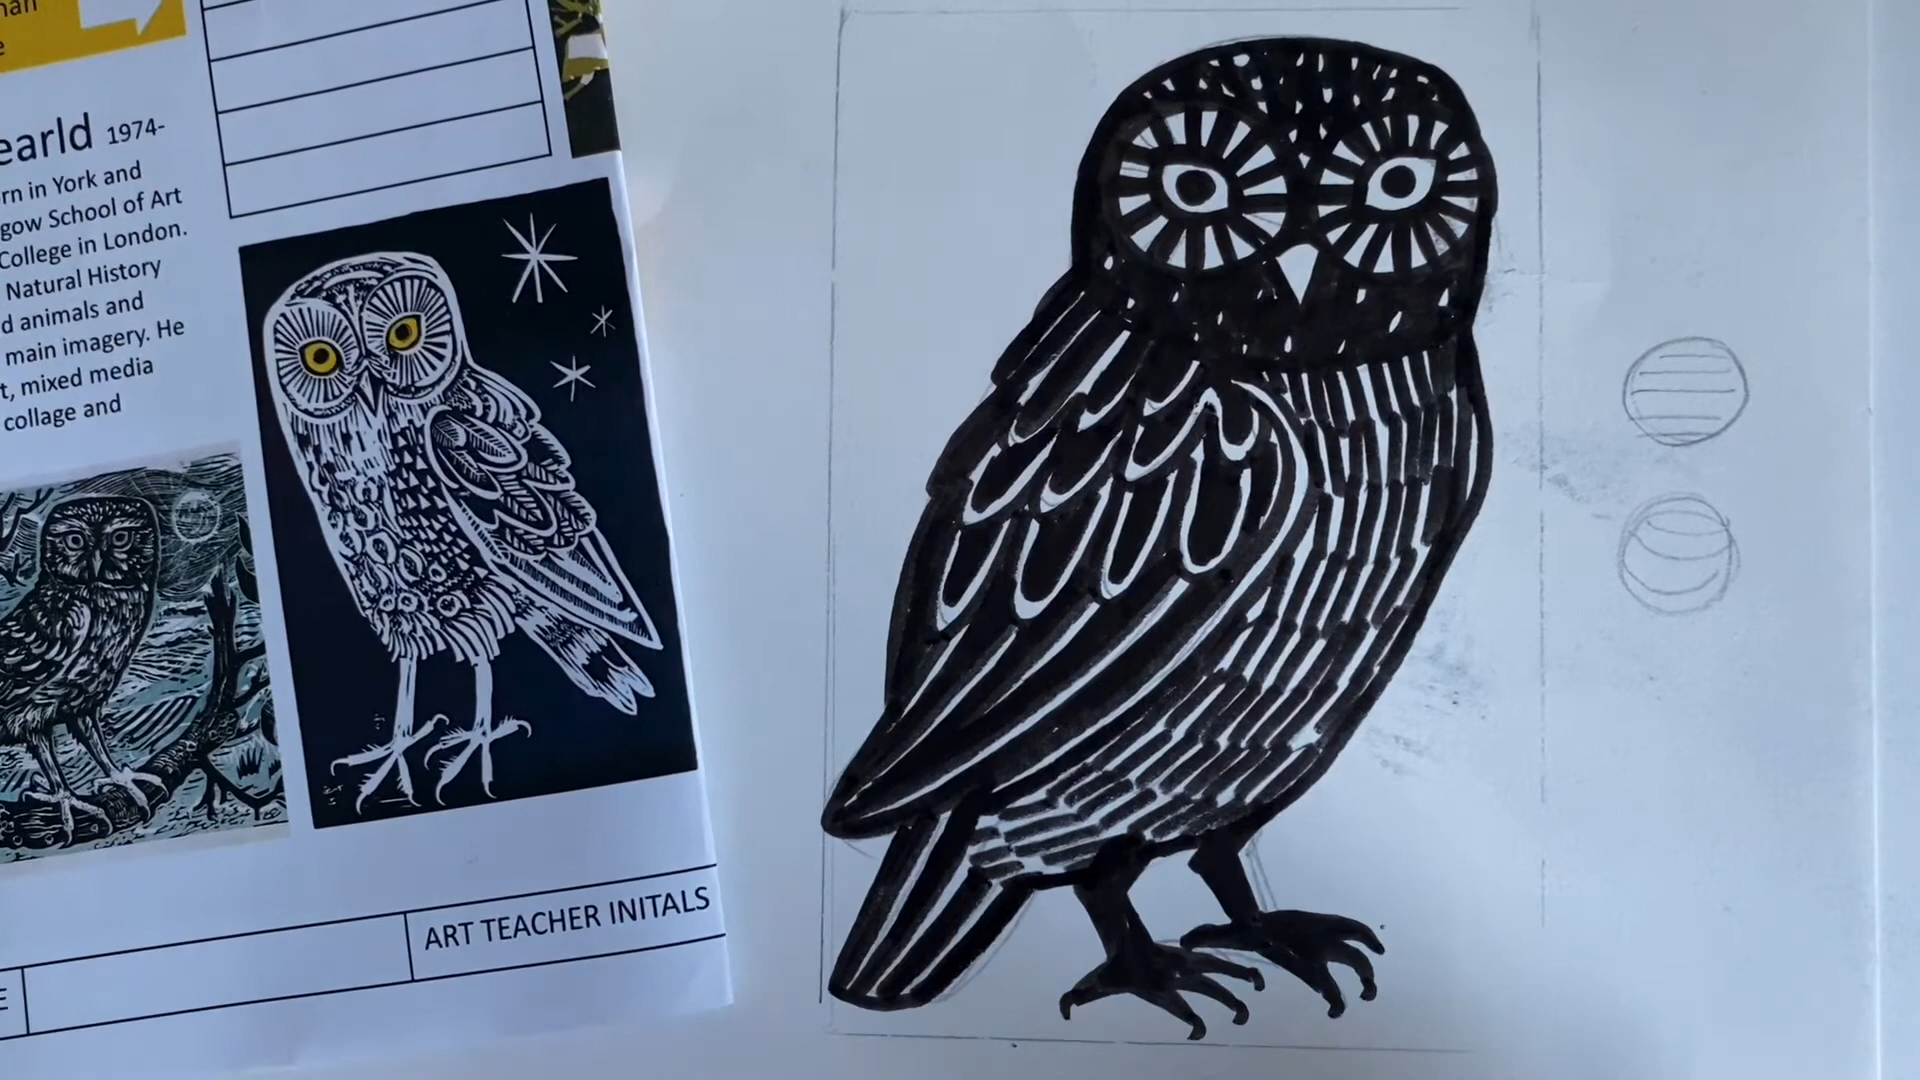 han
e
earld 1974-
rn in York and
gow School of Art
College in London.
Natural History
d animals and
main imagery. He
t, mixed media
collage and
ART TEACHER INITALS
E